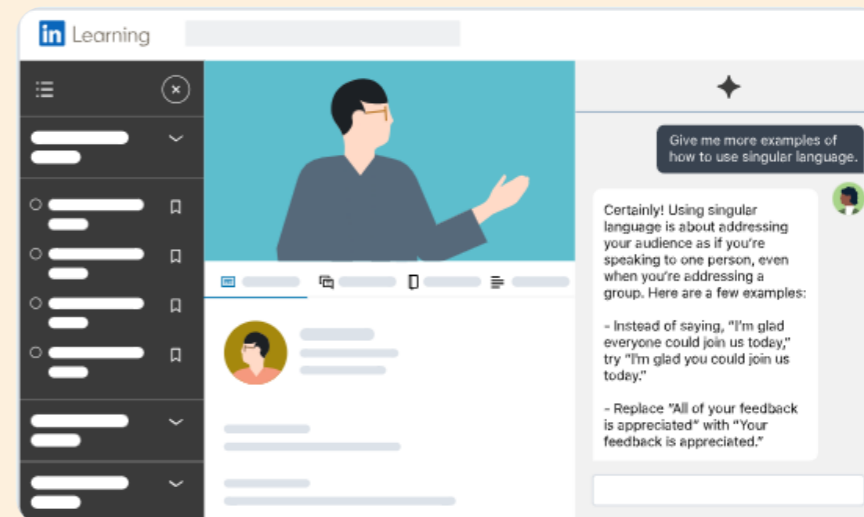 in Learning
Give me more examples of
how to use singular language.
Certainly! Using singular
language is about addressing
your audience as if you're
speaking to one person, even
when you're addressing a
group. Here are a few examples:
- Instead of saying, "I'm glad
everyone could join us today,"
try "I'm glad you could join us
today."
- Replace "All of your feedback
is appreciated" with "Your
feedback is appreciated."